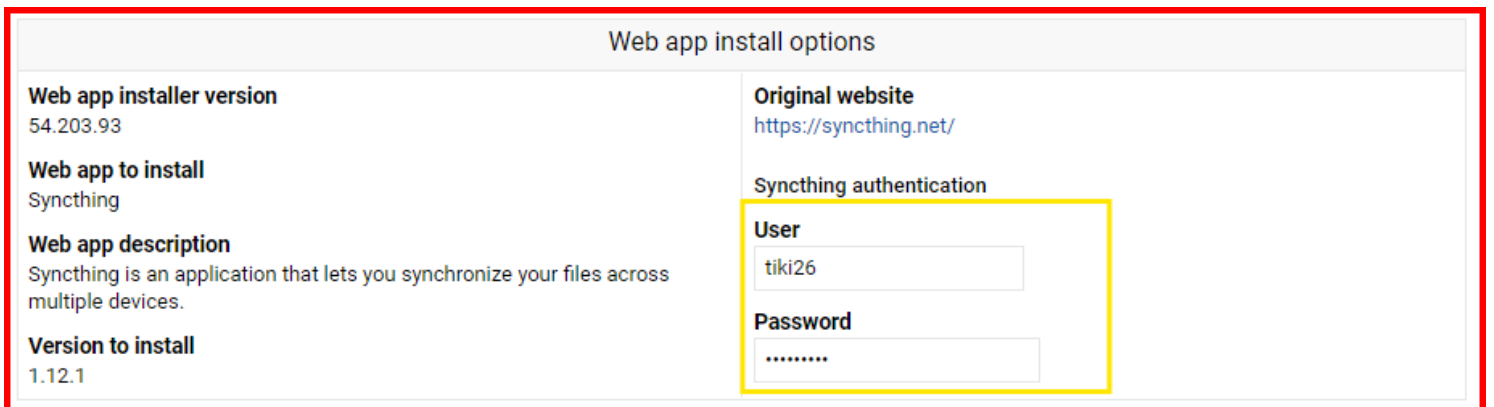 Web app install options
Web app installer version
54.203.93
Web app to install
Syncthing
Web app description
Syncthing is an application that lets you synchronize your files across
multiple devices.
Version to install
1.12.1
Original website
https://syncthing.net/
Syncthing authentication
User
tiki26
Password
•••••••••